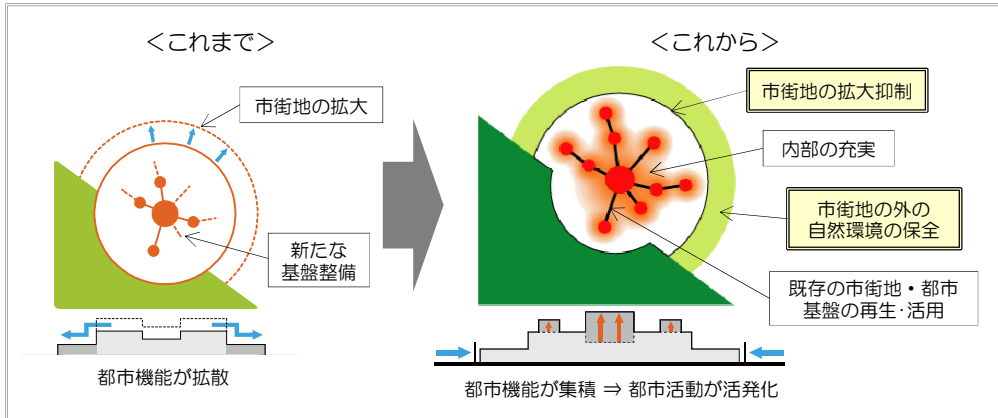 ＜これまで＞
市街地の拡大
新たな
基盤整備
都市機能が拡散
＜これから＞
市街地の拡大抑制
内部の充実
市街地の外の
自然環境の保全
既存の市街地・都市
基盤の再生・活用
都市機能が集積 ⇒ 都市活動が活発化